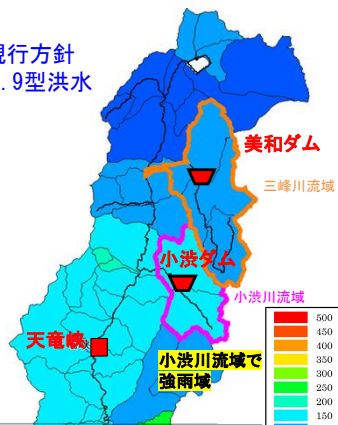 現行方針
.9型洪水
美和ダム
三峰川流域
小渋ダム
小渋川流域
天竜峡
小渋川流域で
強雨域
500
450
400
350
300
250
200
150